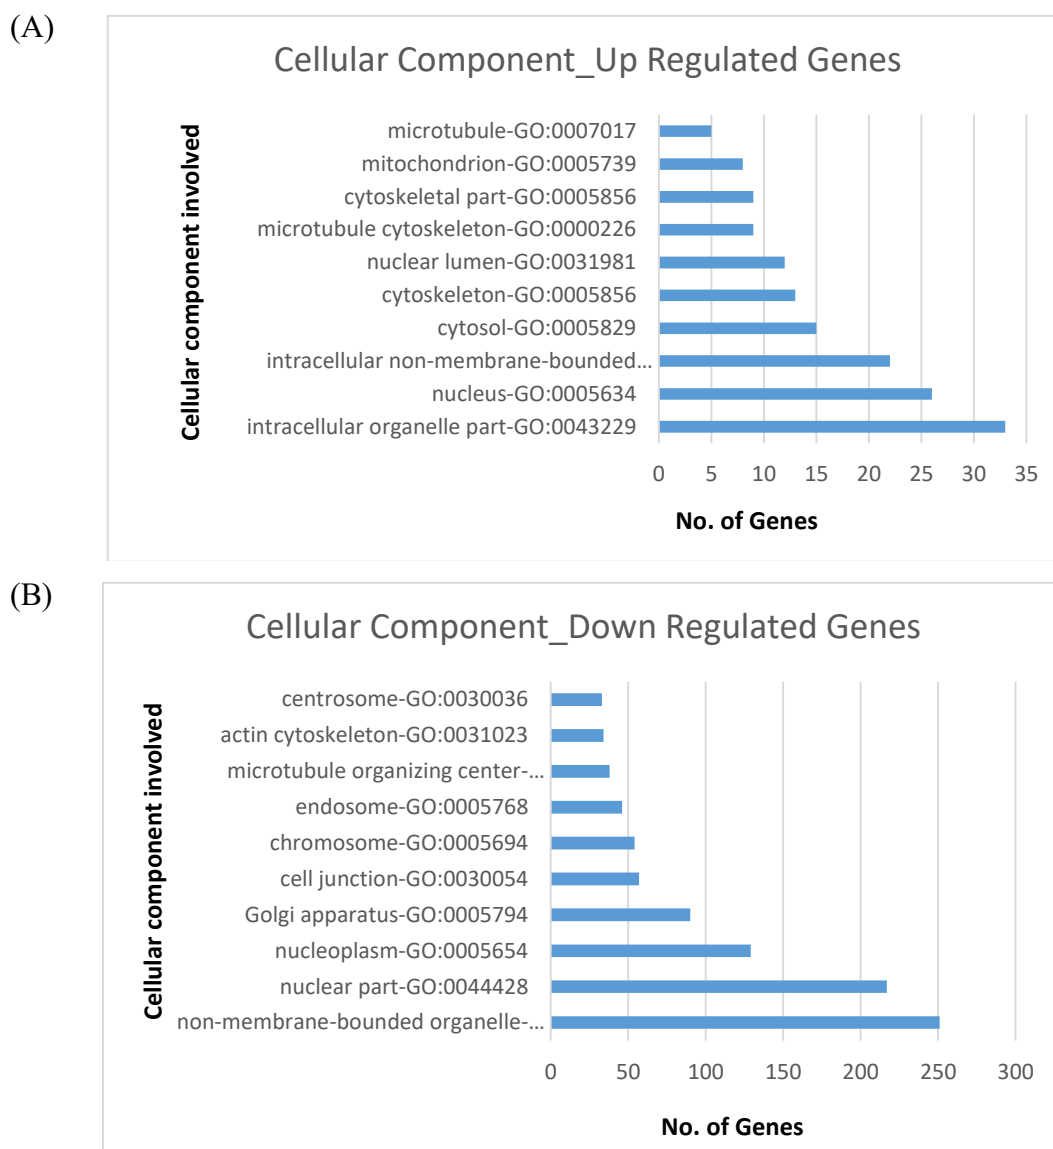 (A)
Cellular Component_Up Regulated Genes
Cellular component involved
microtubule-GO:0007017
mitochondrion-GO:0005739
cytoskeletal part-GO:0005856
microtubule cytoskeleton-GO:0000226
nuclear lumen-GO:0031981
cytoskeleton-GO:0005856
cytosol-GO:0005829
intracellular non-membrane-bounded...
nucleus-GO:0005634
intracellular organelle part-GO:0043229
0 5 10 15 20 25 30 35
No. of Genes
(B)
Cellular Component_Down Regulated Genes
Cellular component involved
centrosome-GO:0030036
actin cytoskeleton-GO:0031023
microtubule organizing center-...
endosome-GO:0005768
chromosome-GO:0005694
cell junction-GO:0030054
Golgi apparatus-GO:0005794
nucleoplasm-GO:0005654
nuclear part-GO:0044428
non-membrane-bounded organelle-...
0 50 100 150 200 250 300
No. of Genes